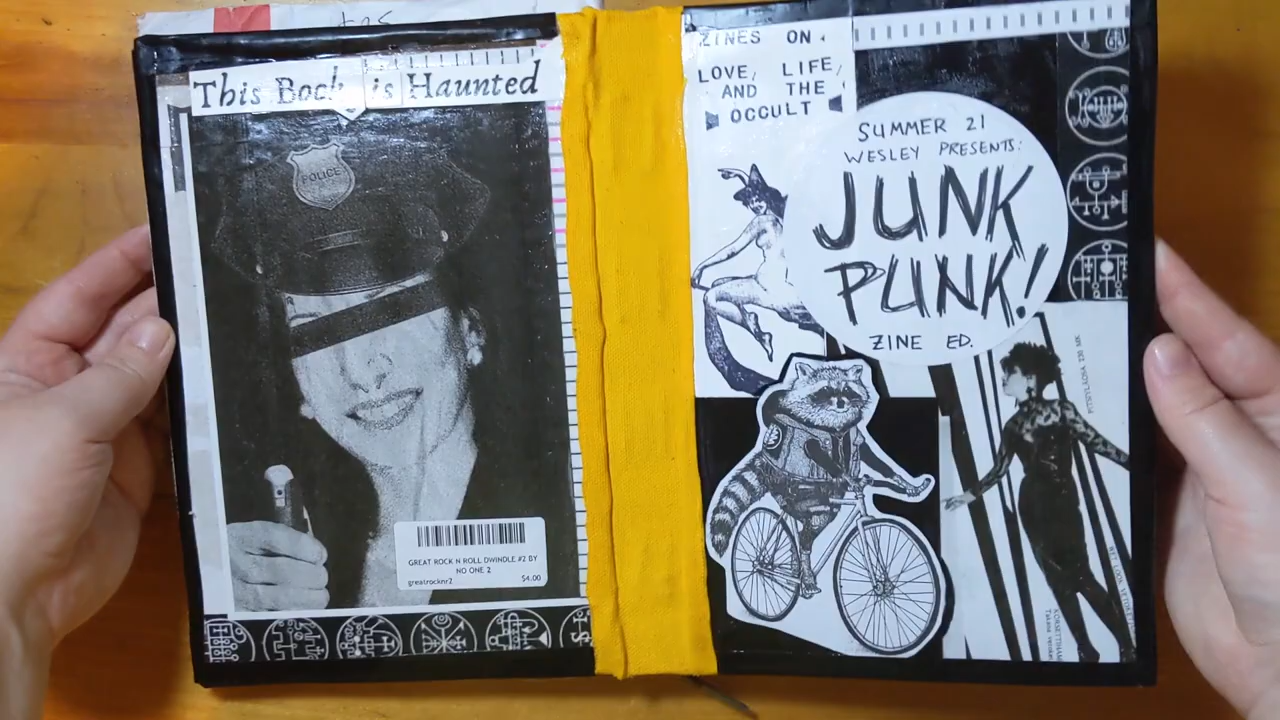 This Book is Haunted
POLICE
GREAT ROCK N ROLL DWINDLE #2 BY
NO ONE 2
greatrocknr2
$4.00
ZINES ON
LOVE, LIFE,
AND THE
OCCULT
SUMMER 21
WESLEY PRESENTS:
JUNK
PUNK!
ZINE ED.